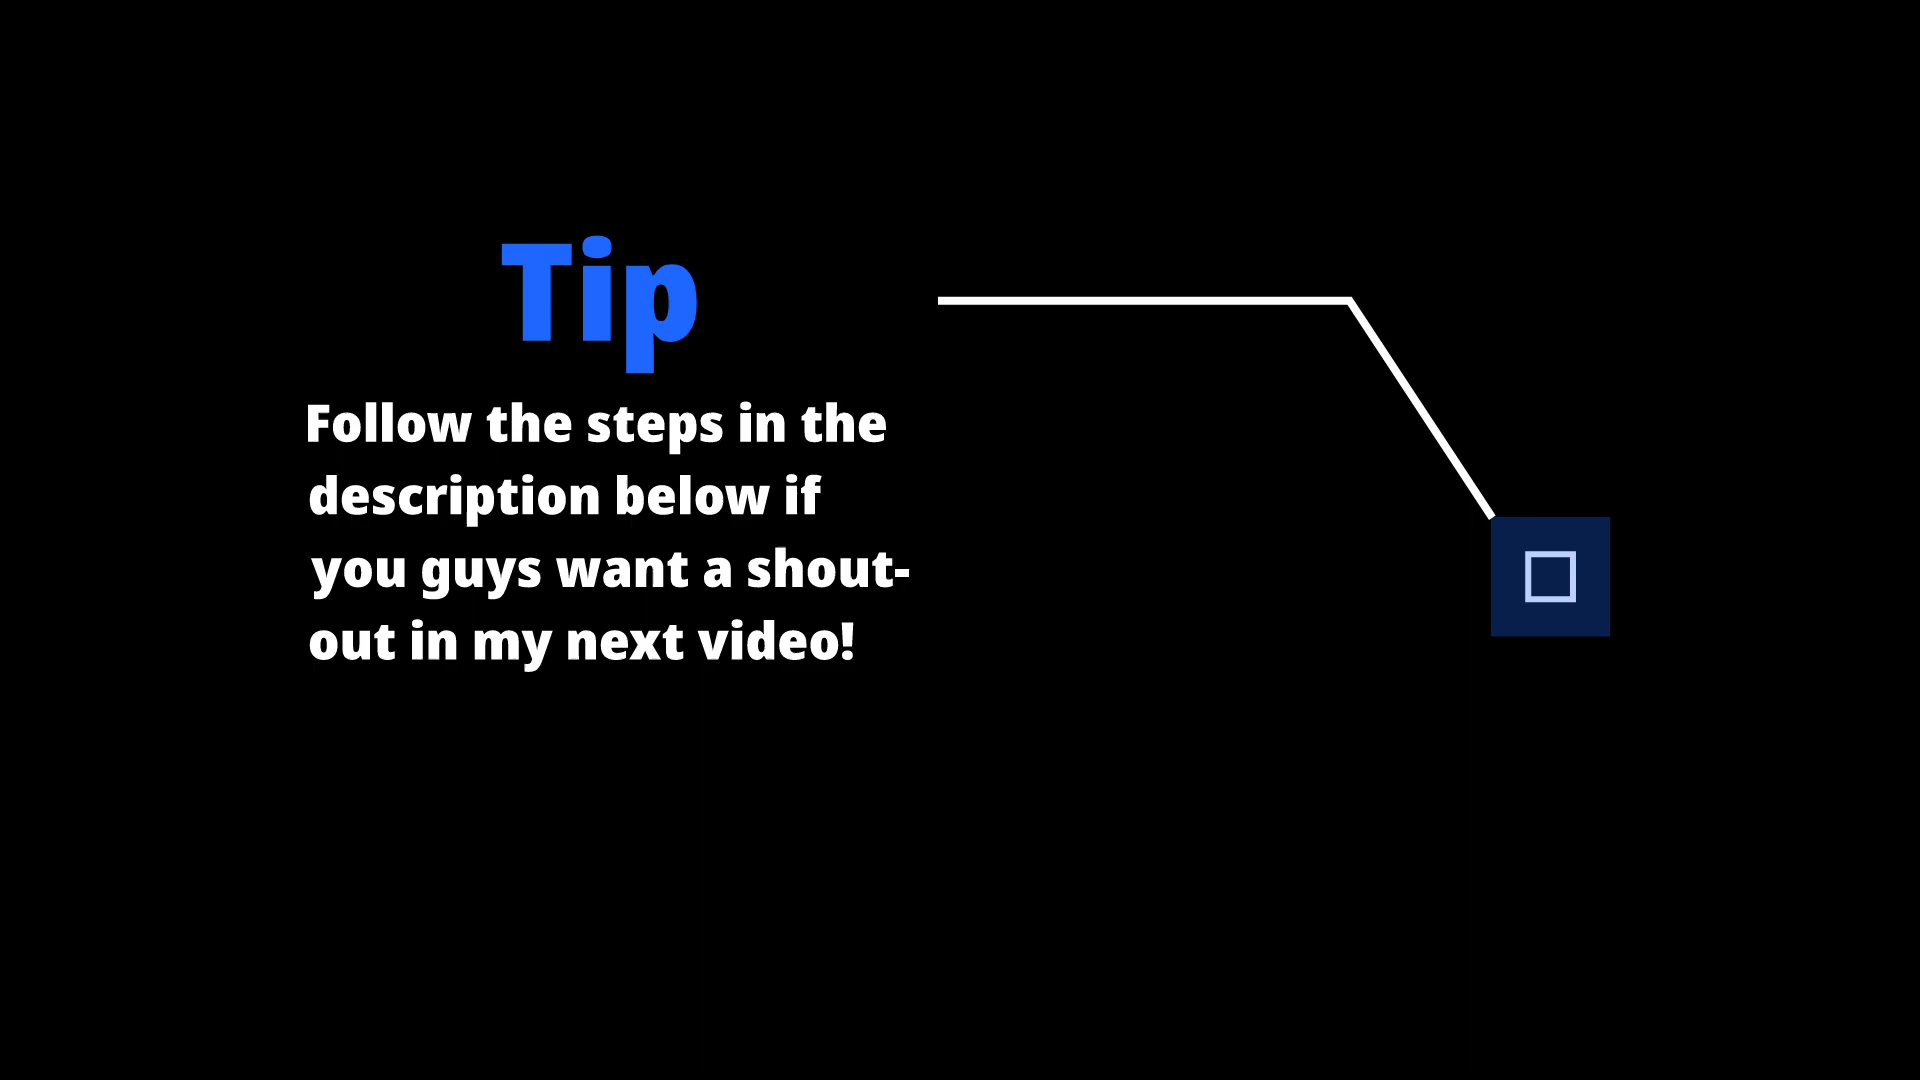 Tip
Follow the steps in the
description below if
you guys want a shout-
out in my next video!